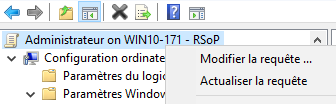 Administrateur on WIN10-171 - RSoP
Configuration ordinate
Modifier la requête ...
Paramètres du logic
Actualiser la requête
Paramètres Window